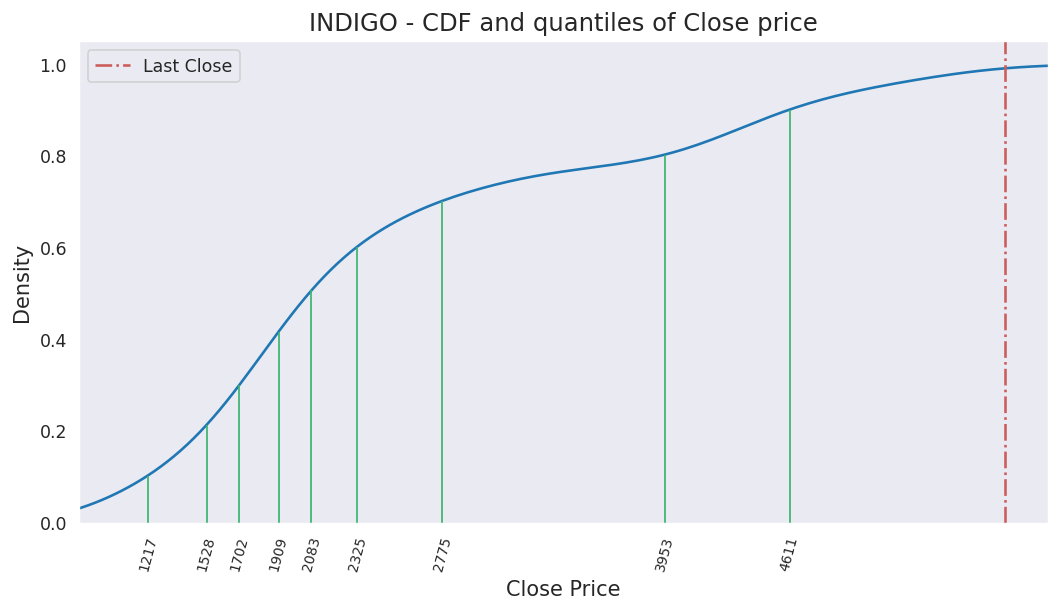 INDIGO - CDF and quantiles of Close price
Last Close
1.0
0.8
0.6
0.4
0.2
0.0
Density
1217 1528 1702 1909 2083 2325 2775 3953 4611
Close Price